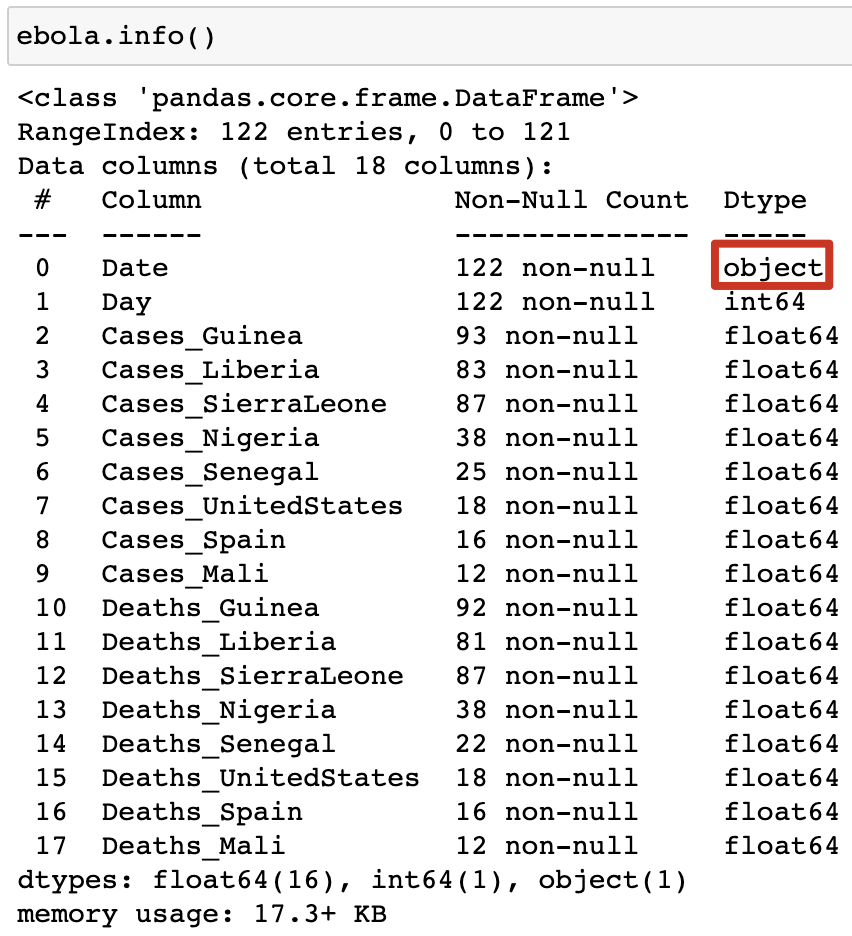 ebola.info()
<class 'pandas.core.frame.DataFrame'>
RangeIndex: 122 entries, 0 to 121
Data columns (total 18 columns):
 #   Column               Non-Null Count  Dtype
---  ------               --------------  -----
 0   Date                 122 non-null    object
 1   Day                  122 non-null    int64
 2   Cases_Guinea         93 non-null     float64
 3   Cases_Liberia        83 non-null     float64
 4   Cases_SierraLeone    87 non-null     float64
 5   Cases_Nigeria        38 non-null     float64
 6   Cases_Senegal        25 non-null     float64
 7   Cases_UnitedStates   18 non-null     float64
 8   Cases_Spain          16 non-null     float64
 9   Cases_Mali           12 non-null     float64
 10  Deaths_Guinea        92 non-null     float64
 11  Deaths_Liberia       81 non-null     float64
 12  Deaths_SierraLeone   87 non-null     float64
 13  Deaths_Nigeria       38 non-null     float64
 14  Deaths_Senegal       22 non-null     float64
 15  Deaths_UnitedStates  18 non-null     float64
 16  Deaths_Spain         16 non-null     float64
 17  Deaths_Mali          12 non-null     float64
dtypes: float64(16), int64(1), object(1)
memory usage: 17.3+ KB